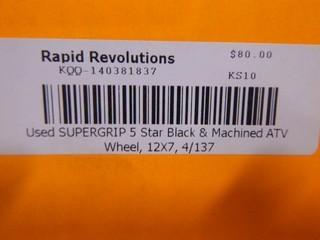 Rapid Revolutions $80.00
KQQ-140381837 KS10
Used SUPERGRIP 5 Star Black & Machined ATV
Wheel, 12X7, 4/137